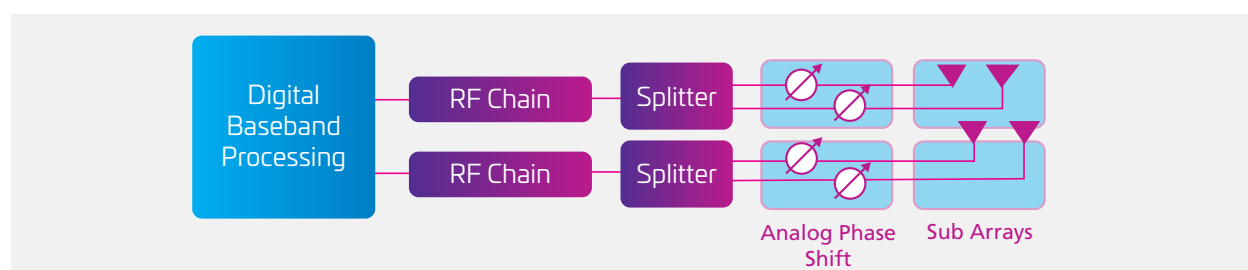 Digital
Baseband
Processing
RF Chain
Splitter
RF Chain
Splitter
Analog Phase
Shift
Sub Arrays